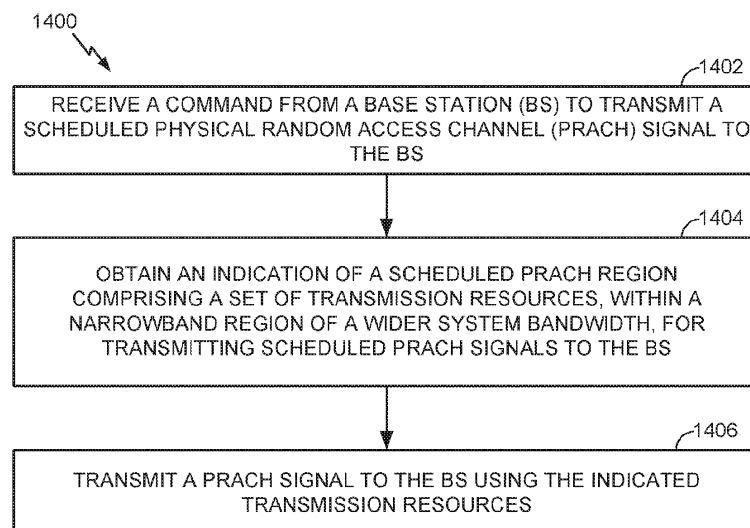 1400
1402
RECEIVE A COMMAND FROM A BASE STATION (BS) TO TRANSMIT A
SCHEDULED PHYSICAL RANDOM ACCESS CHANNEL (PRACH) SIGNAL TO
THE BS
1404
OBTAIN AN INDICATION OF A SCHEDULED PRACH REGION
COMPRISING A SET OF TRANSMISSION RESOURCES, WITHIN A
NARROWBAND REGION OF A WIDER SYSTEM BANDWIDTH, FOR
TRANSMITTING SCHEDULED PRACH SIGNALS TO THE BS
1406
TRANSMIT A PRACH SIGNAL TO THE BS USING THE INDICATED
TRANSMISSION RESOURCES